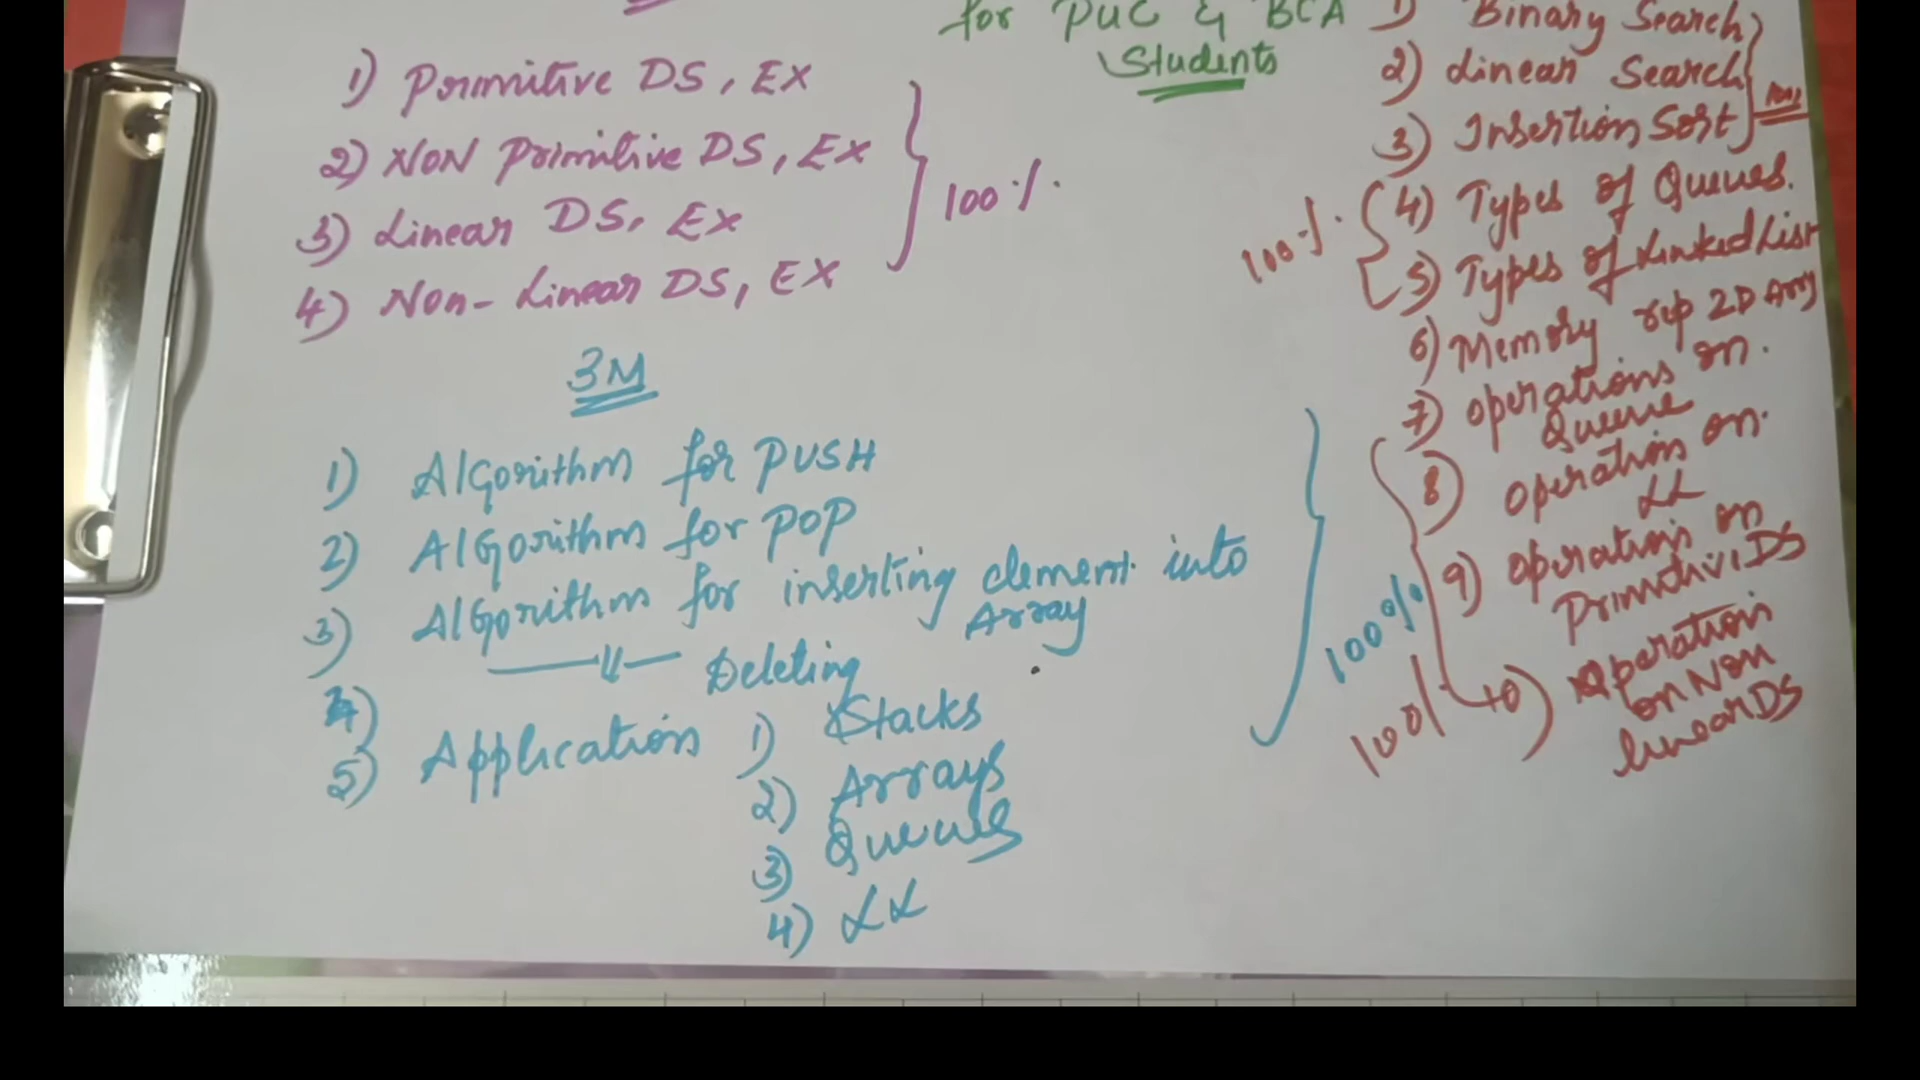 for PUC & BCA
Students
1) Primitive DS, EX
2) NON Primitive DS, EX
3) Linear DS, EX
4) Non-Linear DS, EX
100%.
3M
1) Algorithm for PUSH
2) AlGorithm for POP
3) AlGorithm for inserting element into
Array
4) —〃— Deleting
5) Application 1) Stacks
2) Arrays
3) Queues
4) LL
100%
1) Binary Search
2) Linear Search
3) Insertion Sort
100%. 4) Types of Queues.
5) Types of Linked List
6) Memory rep 2D Arry
7) operations on.
Queue
8) operation on.
LL
9) operation on
Primitive DS
10) operation
on Non
linear DS
100%